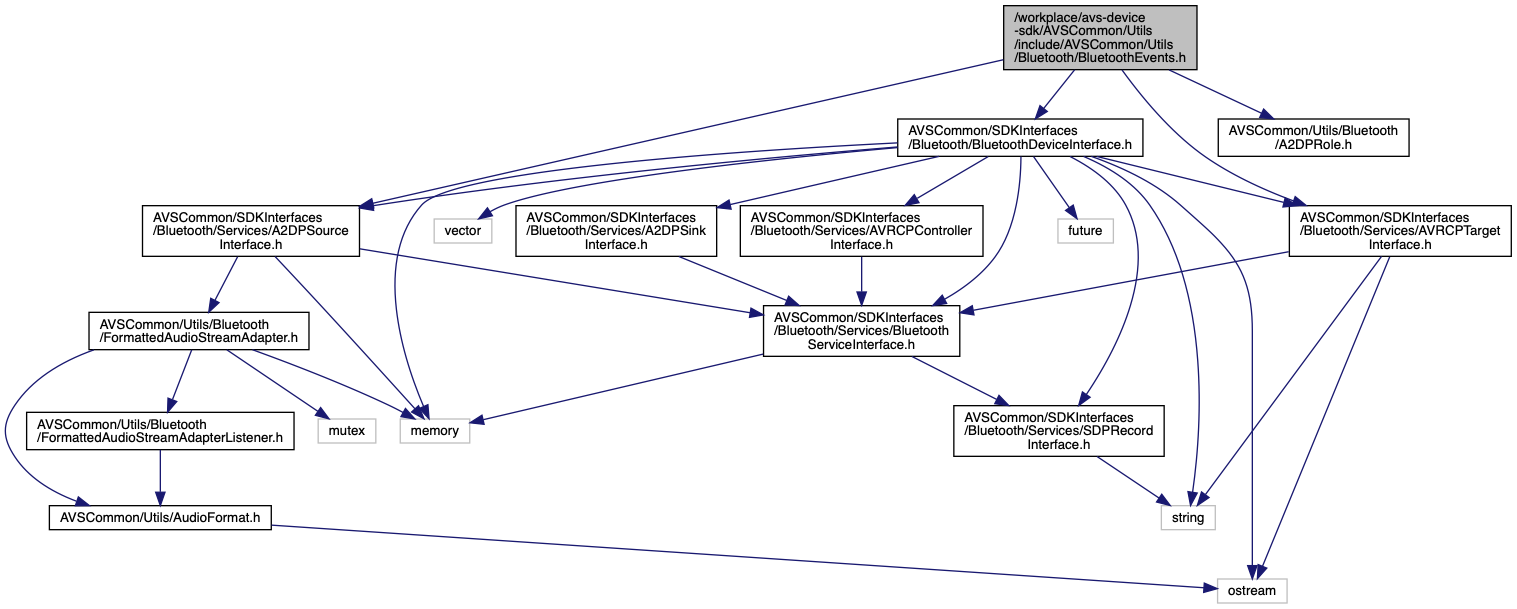 /workplace/avs-device
-sdk/AVSCommon/Utils
/include/AVSCommon/Utils
/Bluetooth/BluetoothEvents.h
AVSCommon/SDKInterfaces
/Bluetooth/BluetoothDeviceInterface.h
AVSCommon/Utils/Bluetooth
/A2DPRole.h
AVSCommon/SDKInterfaces
/Bluetooth/Services/A2DPSource
Interface.h
vector
AVSCommon/SDKInterfaces
/Bluetooth/Services/A2DPSink
Interface.h
AVSCommon/SDKInterfaces
/Bluetooth/Services/AVRCPController
Interface.h
future
AVSCommon/SDKInterfaces
/Bluetooth/Services/AVRCPTarget
Interface.h
AVSCommon/Utils/Bluetooth
/FormattedAudioStreamAdapter.h
AVSCommon/SDKInterfaces
/Bluetooth/Services/Bluetooth
ServiceInterface.h
AVSCommon/Utils/Bluetooth
/FormattedAudioStreamAdapterListener.h
mutex
memory
AVSCommon/SDKInterfaces
/Bluetooth/Services/SDPRecord
Interface.h
AVSCommon/Utils/AudioFormat.h
string
ostream